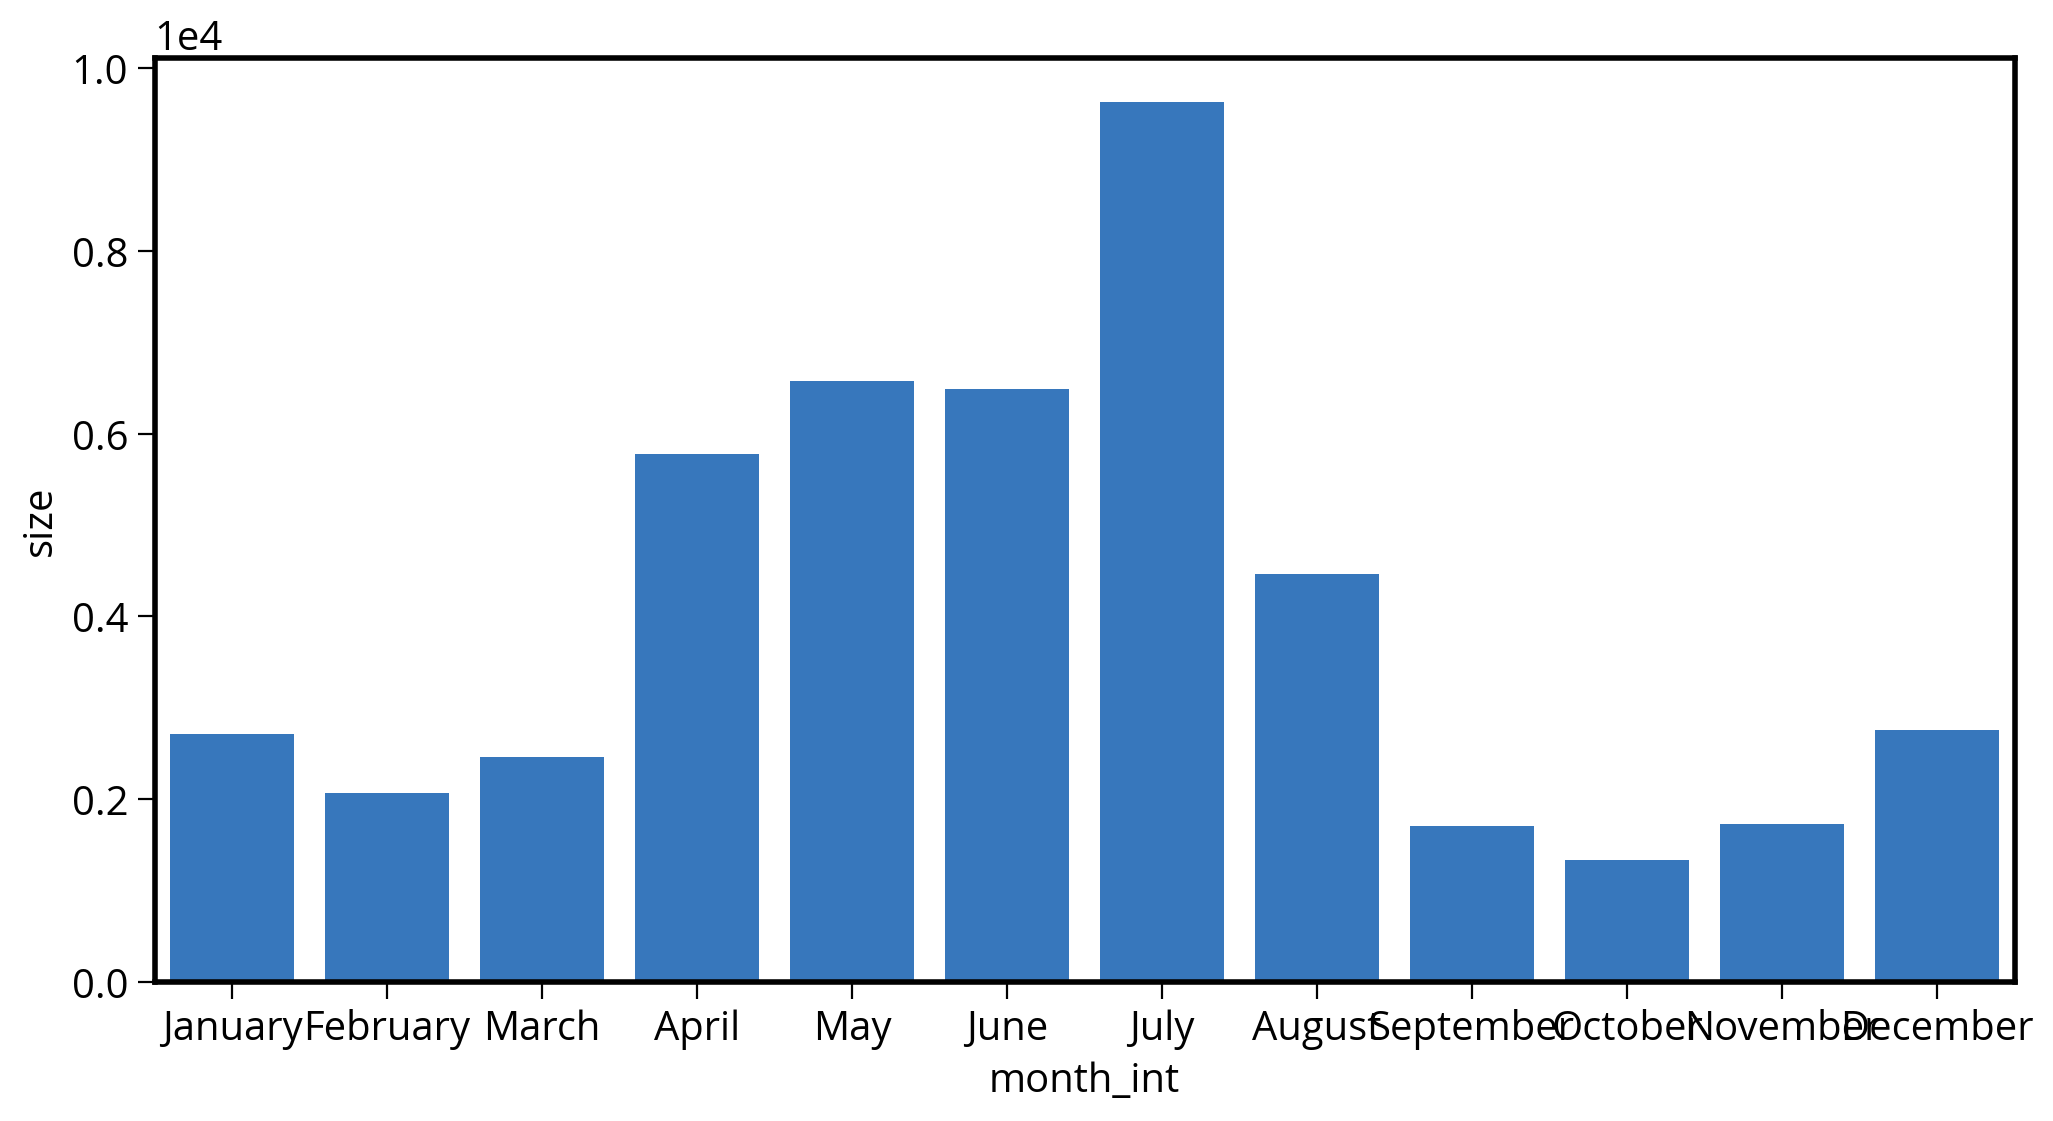 1e4
1.0
0.8
0.6
0.4
0.2
0.0
size
January February March April May June July August September October November December
month_int